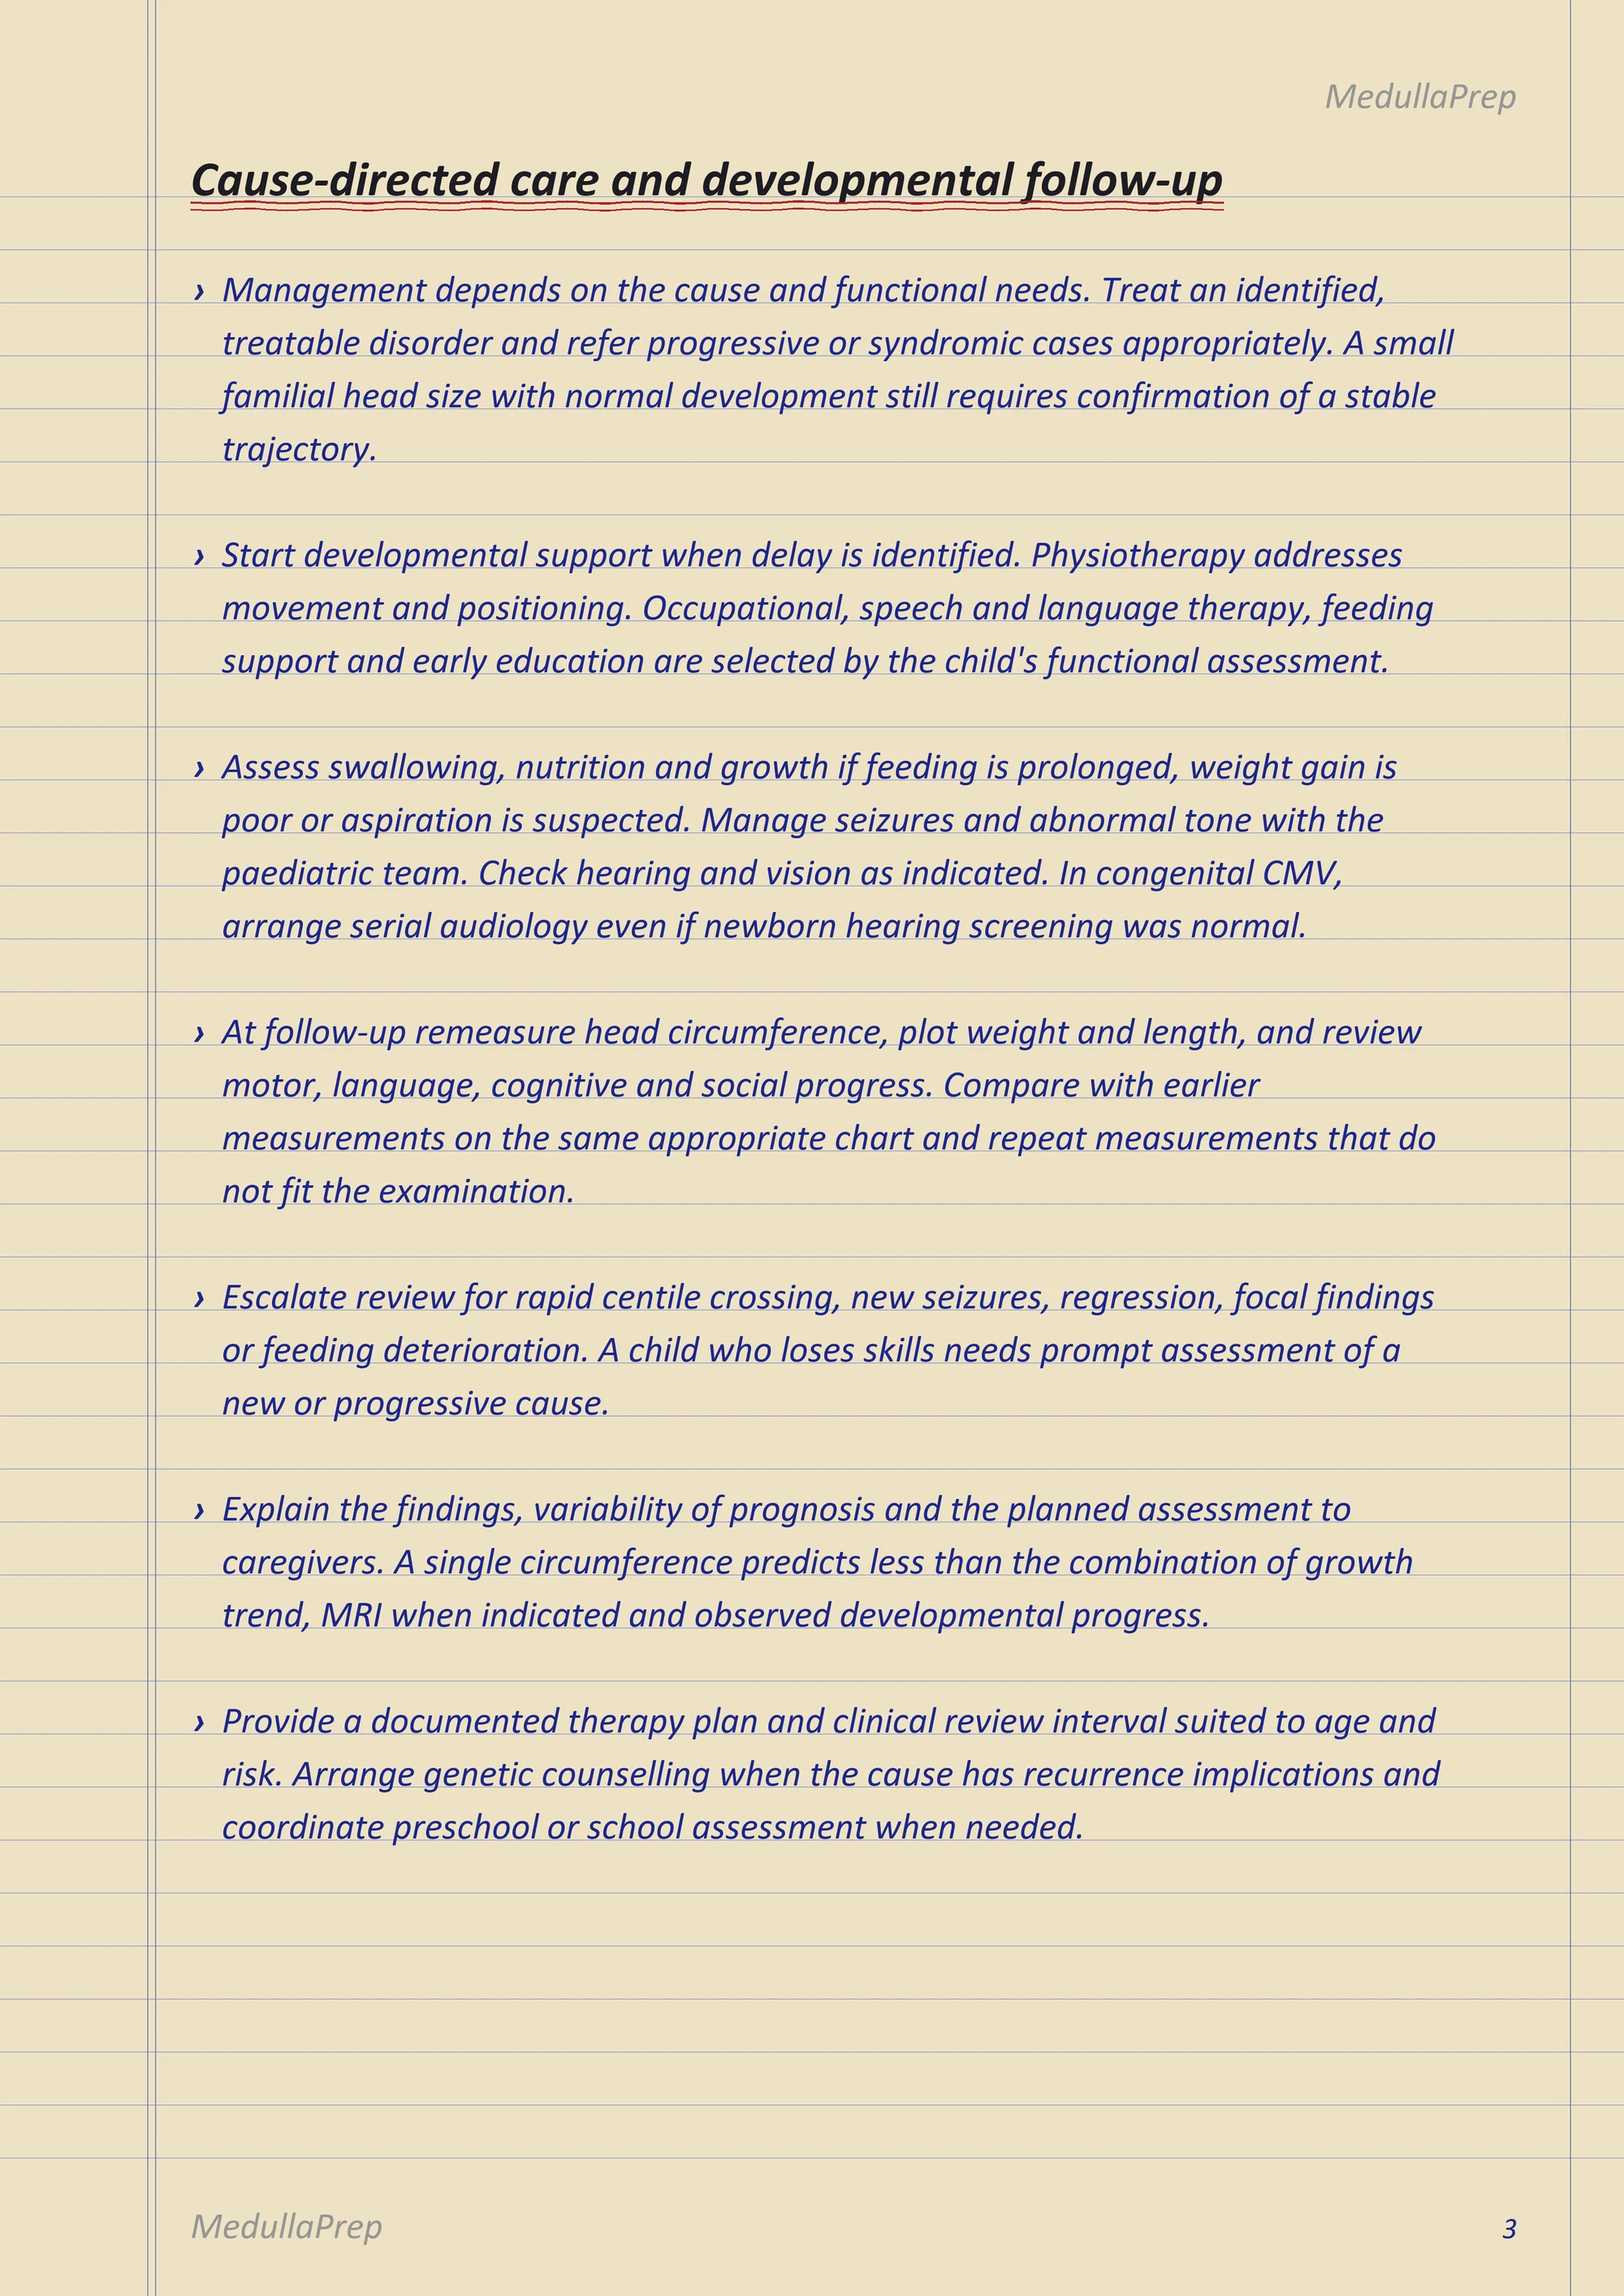 MedullaPrep
Cause-directed care and developmental follow-up
› Management depends on the cause and functional needs. Treat an identified,
treatable disorder and refer progressive or syndromic cases appropriately. A small
familial head size with normal development still requires confirmation of a stable
trajectory.
› Start developmental support when delay is identified. Physiotherapy addresses
movement and positioning. Occupational, speech and language therapy, feeding
support and early education are selected by the child's functional assessment.
› Assess swallowing, nutrition and growth if feeding is prolonged, weight gain is
poor or aspiration is suspected. Manage seizures and abnormal tone with the
paediatric team. Check hearing and vision as indicated. In congenital CMV,
arrange serial audiology even if newborn hearing screening was normal.
› At follow-up remeasure head circumference, plot weight and length, and review
motor, language, cognitive and social progress. Compare with earlier
measurements on the same appropriate chart and repeat measurements that do
not fit the examination.
› Escalate review for rapid centile crossing, new seizures, regression, focal findings
or feeding deterioration. A child who loses skills needs prompt assessment of a
new or progressive cause.
› Explain the findings, variability of prognosis and the planned assessment to
caregivers. A single circumference predicts less than the combination of growth
trend, MRI when indicated and observed developmental progress.
› Provide a documented therapy plan and clinical review interval suited to age and
risk. Arrange genetic counselling when the cause has recurrence implications and
coordinate preschool or school assessment when needed.
MedullaPrep
3